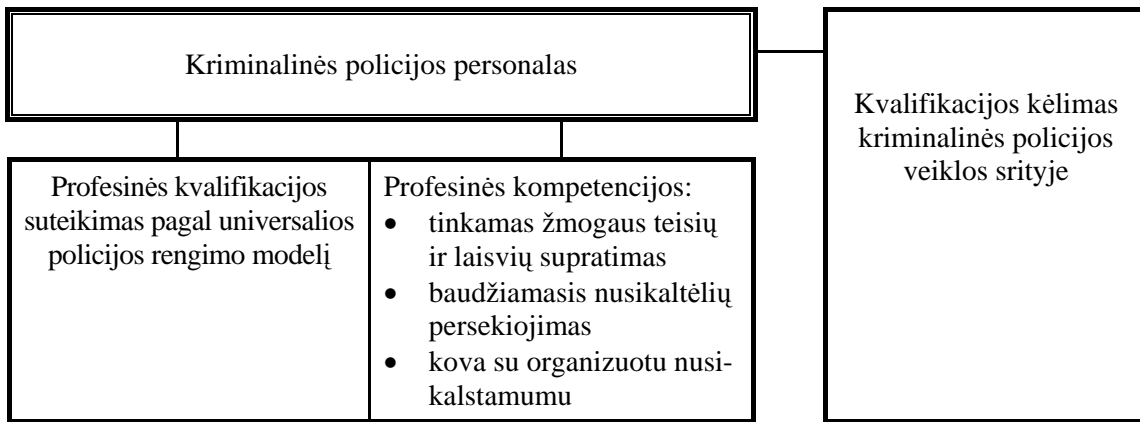 Kriminalinės policijos personalas
Profesinės kvalifikacijos
suteikimas pagal universalios
policijos rengimo modelį
Profesinės kompetencijos:
• tinkamas žmogaus teisių
ir laisvių supratimas
• baudžiamasis nusikaltėlių
persekiojimas
• kova su organizuotu nusi-
kalstamumu
Kvalifikacijos kėlimas
kriminalinės policijos
veiklos srityje